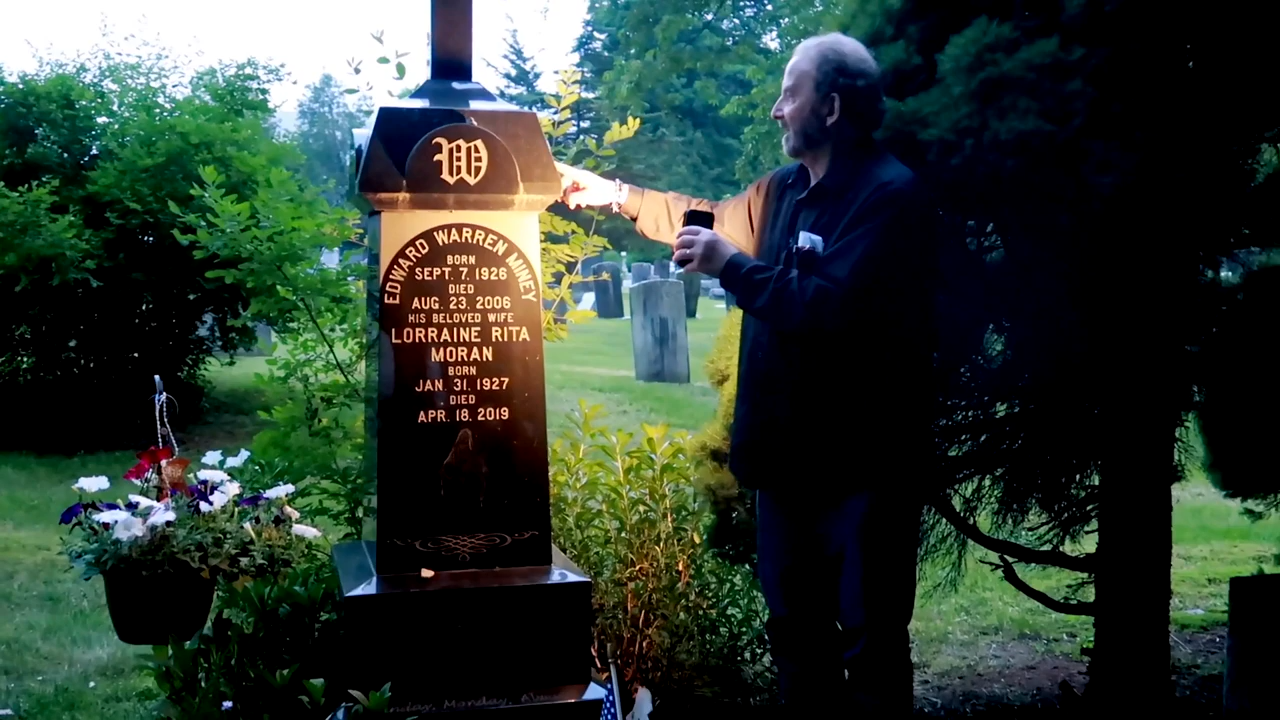 W
EDWARD WARREN MINEY
BORN
SEPT. 7, 1926
DIED
AUG. 23, 2006
HIS BELOVED WIFE
LORRAINE RITA
MORAN
BORN
JAN. 31, 1927
DIED
APR. 18, 2019
Monday,